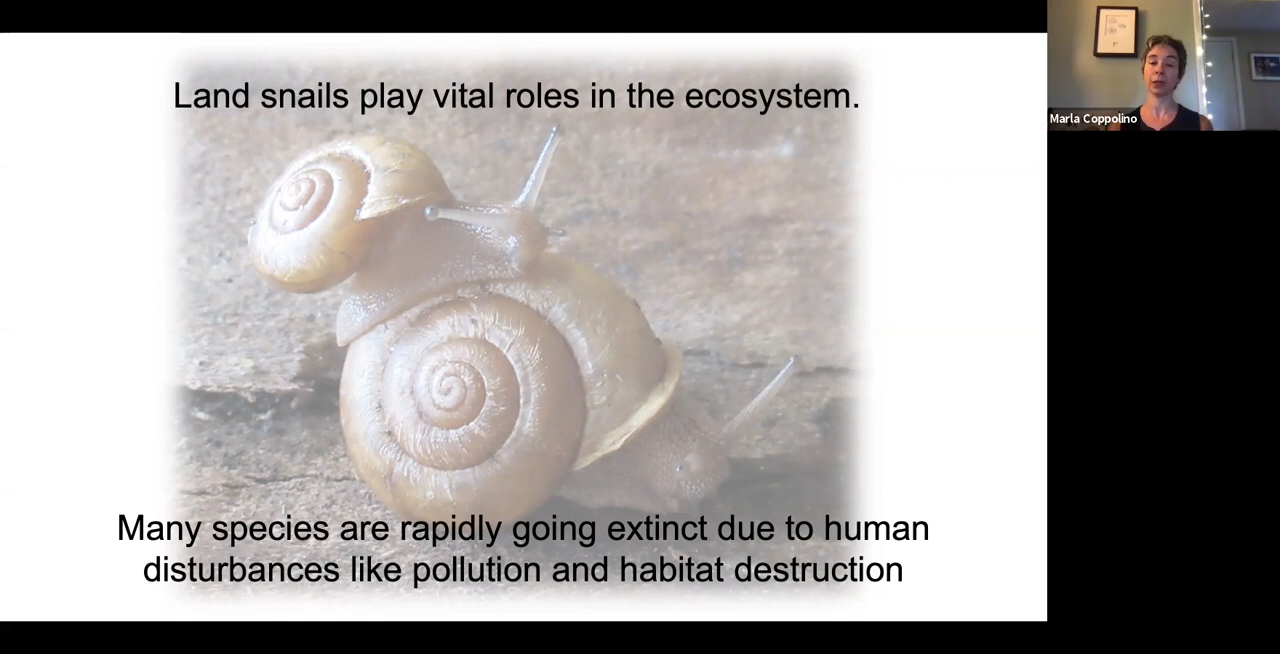 Land snails play vital roles in the ecosystem.
Marla Coppolino
Many species are rapidly going extinct due to human
disturbances like pollution and habitat destruction